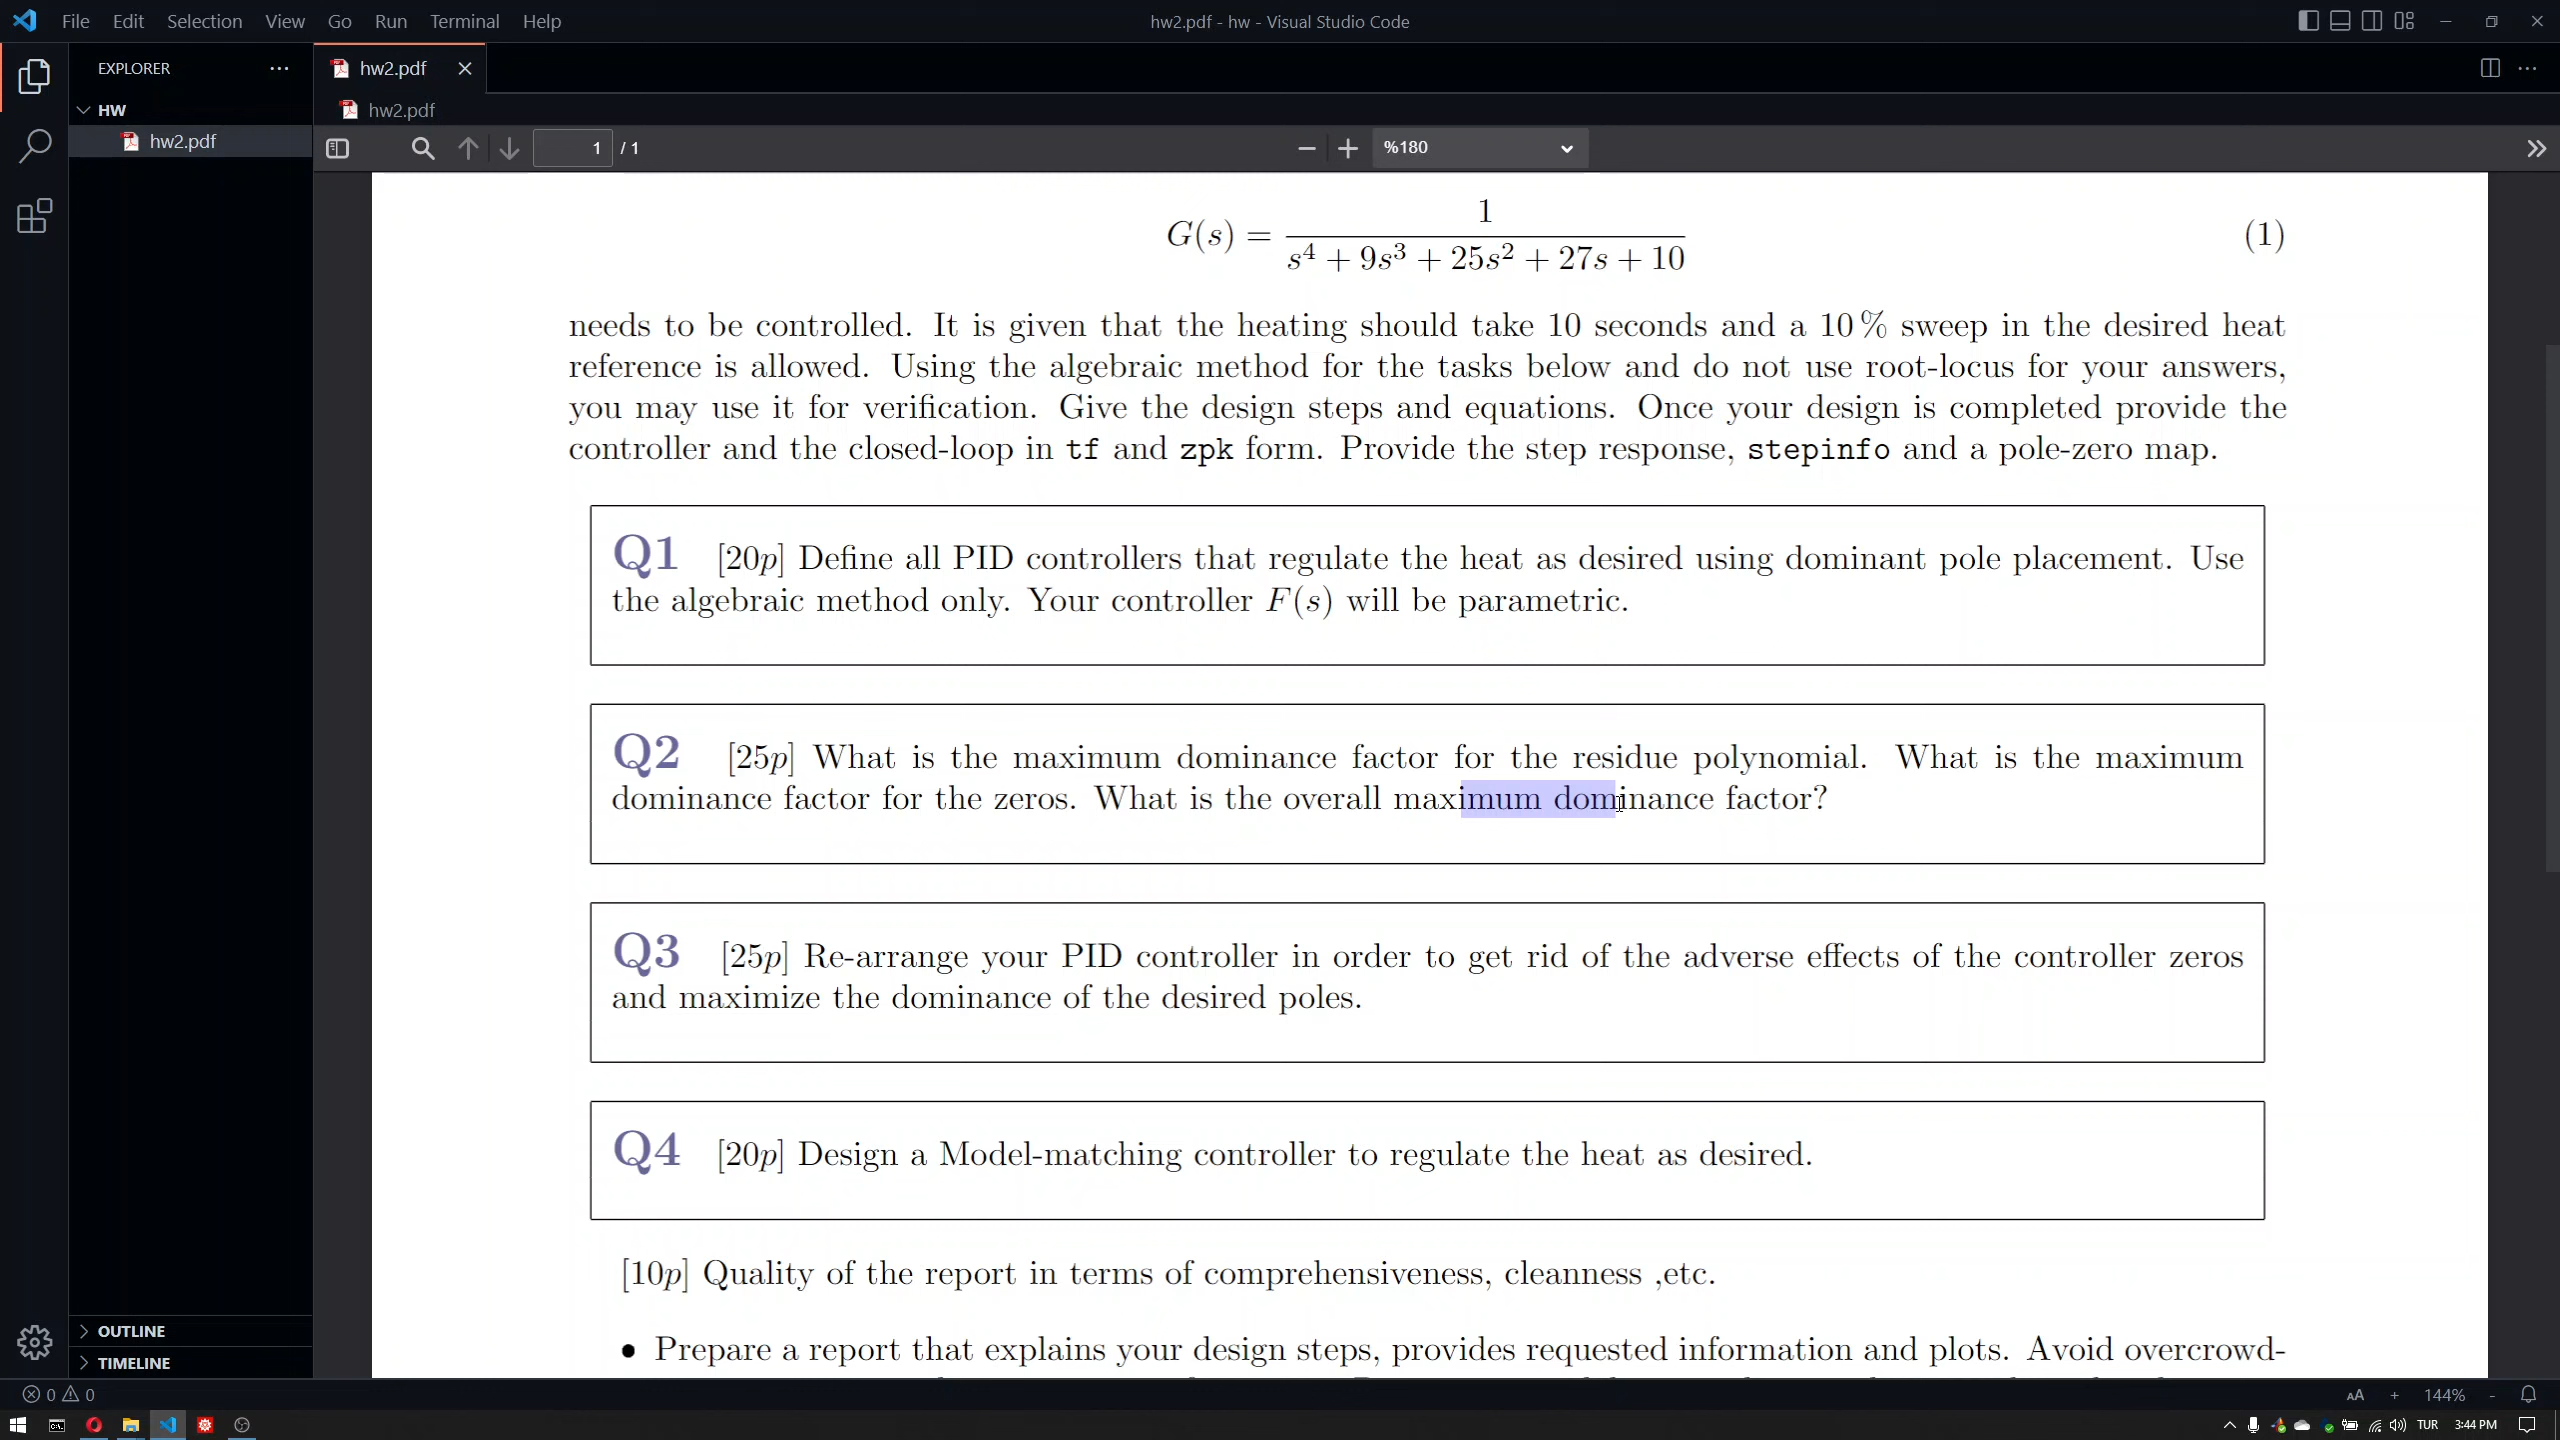 File Edit Selection View Go Run Terminal Help
hw2.pdf - hw - Visual Studio Code
EXPLORER
HW
hw2.pdf
hw2.pdf
hw2.pdf
1 / 1
%180
G(s) = 1 / (s⁴ + 9s³ + 25s² + 27s + 10) (1)
needs to be controlled. It is given that the heating should take 10 seconds and a 10 % sweep in the desired heat
reference is allowed. Using the algebraic method for the tasks below and do not use root-locus for your answers,
you may use it for verification. Give the design steps and equations. Once your design is completed provide the
controller and the closed-loop in tf and zpk form. Provide the step response, stepinfo and a pole-zero map.
Q1 [20p] Define all PID controllers that regulate the heat as desired using dominant pole placement. Use
the algebraic method only. Your controller F(s) will be parametric.
Q2 [25p] What is the maximum dominance factor for the residue polynomial. What is the maximum
dominance factor for the zeros. What is the overall maximum dominance factor?
Q3 [25p] Re-arrange your PID controller in order to get rid of the adverse effects of the controller zeros
and maximize the dominance of the desired poles.
Q4 [20p] Design a Model-matching controller to regulate the heat as desired.
[10p] Quality of the report in terms of comprehensiveness, cleanness ,etc.
• Prepare a report that explains your design steps, provides requested information and plots. Avoid overcrowd-
OUTLINE
TIMELINE
0 0
AA + 144% -
TUR 3:44 PM